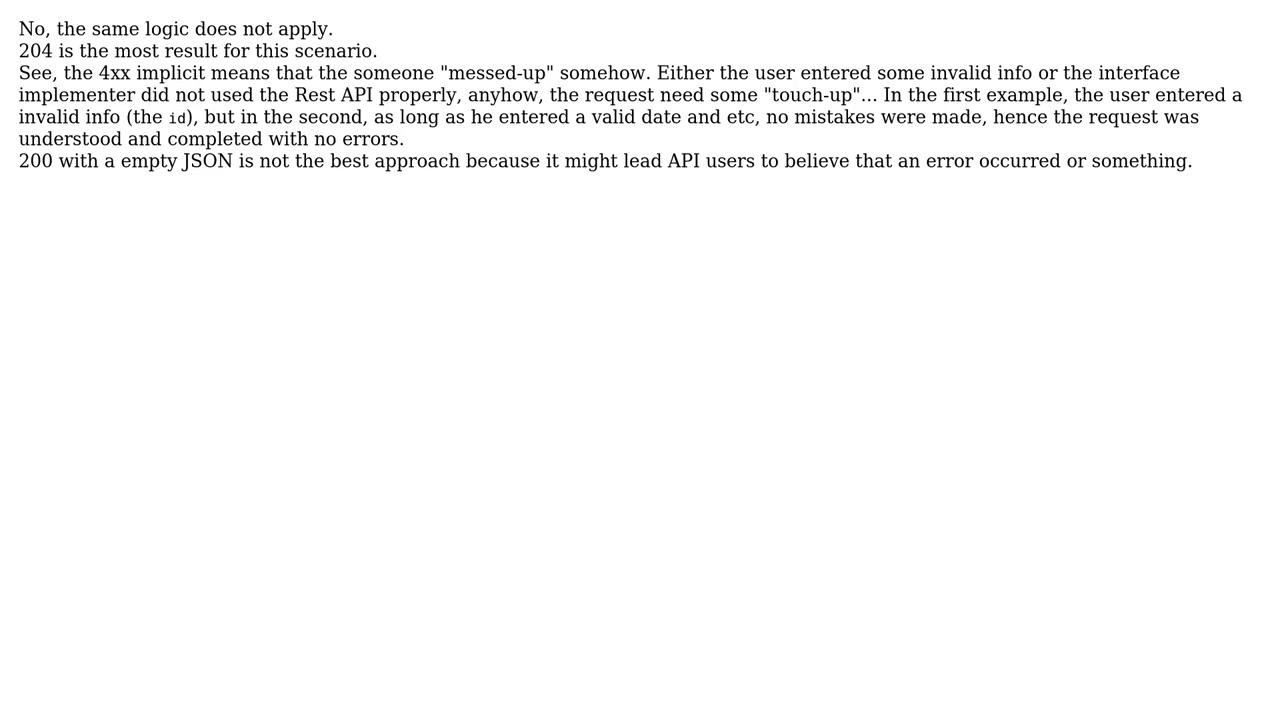 No, the same logic does not apply.
204 is the most result for this scenario.
See, the 4xx implicit means that the someone "messed-up" somehow. Either the user entered some invalid info or the interface
implementer did not used the Rest API properly, anyhow, the request need some "touch-up"... In the first example, the user entered a
invalid info (the id), but in the second, as long as he entered a valid date and etc, no mistakes were made, hence the request was
understood and completed with no errors.
200 with a empty JSON is not the best approach because it might lead API users to believe that an error occurred or something.